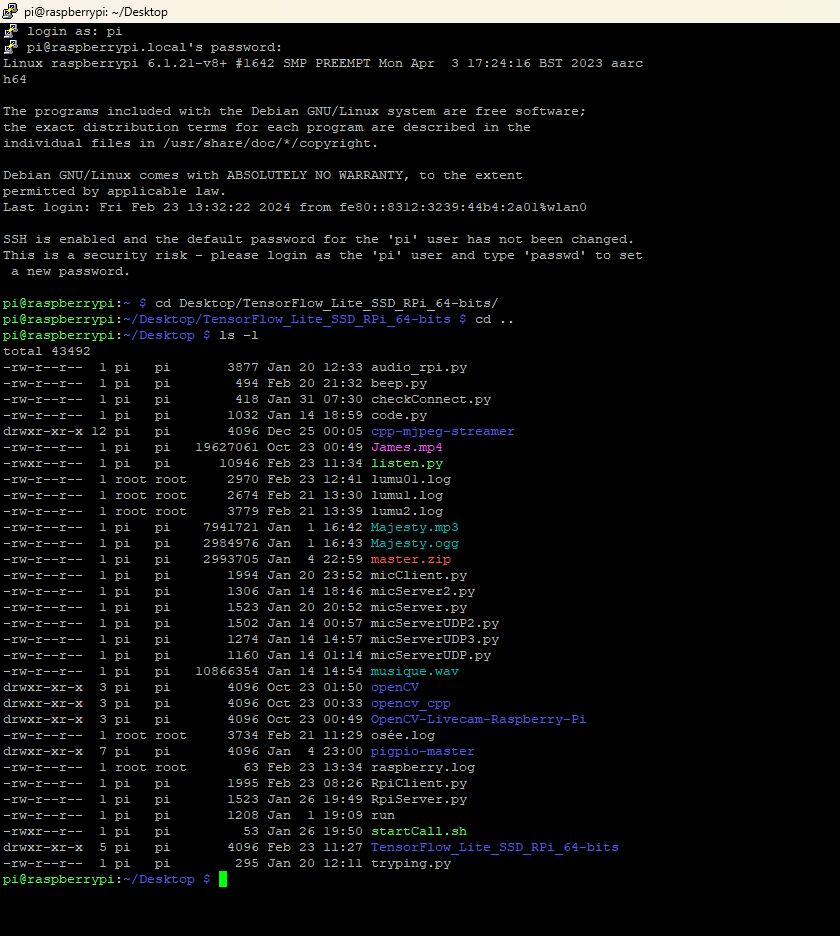 pi@raspberrypi: ~/Desktop
login as: pi
pi@raspberrypi.local's password:
Linux raspberrypi 6.1.21-v8+ #1642 SMP PREEMPT Mon Apr  3 17:24:16 BST 2023 aarc
h64
The programs included with the Debian GNU/Linux system are free software;
the exact distribution terms for each program are described in the
individual files in /usr/share/doc/*/copyright.
Debian GNU/Linux comes with ABSOLUTELY NO WARRANTY, to the extent
permitted by applicable law.
Last login: Fri Feb 23 13:32:22 2024 from fe80::8312:3239:44b4:2a01%wlan0
SSH is enabled and the default password for the 'pi' user has not been changed.
This is a security risk - please login as the 'pi' user and type 'passwd' to set
 a new password.
pi@raspberrypi:~ $ cd Desktop/TensorFlow_Lite_SSD_RPi_64-bits/
pi@raspberrypi:~/Desktop/TensorFlow_Lite_SSD_RPi_64-bits $ cd ..
pi@raspberrypi:~/Desktop $ ls -l
total 43492
-rw-r--r--  1 pi   pi       3877 Jan 20 12:33 audio_rpi.py
-rw-r--r--  1 pi   pi        494 Feb 20 21:32 beep.py
-rw-r--r--  1 pi   pi        418 Jan 31 07:30 checkConnect.py
-rw-r--r--  1 pi   pi       1032 Jan 14 18:59 code.py
drwxr-xr-x 12 pi   pi       4096 Dec 25 00:05 cpp-mjpeg-streamer
-rw-r--r--  1 pi   pi   19627061 Oct 23 00:49 James.mp4
-rwxr--r--  1 pi   pi      10946 Feb 23 11:34 listen.py
-rw-r--r--  1 root root     2970 Feb 23 12:41 lumu01.log
-rw-r--r--  1 root root     2674 Feb 21 13:30 lumu1.log
-rw-r--r--  1 root root     3779 Feb 21 13:39 lumu2.log
-rw-r--r--  1 pi   pi    7941721 Jan  1 16:42 Majesty.mp3
-rw-r--r--  1 pi   pi    2984976 Jan  1 16:43 Majesty.ogg
-rw-r--r--  1 pi   pi    2993705 Jan  4 22:59 master.zip
-rw-r--r--  1 pi   pi       1994 Jan 20 23:52 micClient.py
-rw-r--r--  1 pi   pi       1306 Jan 14 18:46 micServer2.py
-rw-r--r--  1 pi   pi       1523 Jan 20 20:52 micServer.py
-rw-r--r--  1 pi   pi       1502 Jan 14 00:57 micServerUDP2.py
-rw-r--r--  1 pi   pi       1274 Jan 14 14:57 micServerUDP3.py
-rw-r--r--  1 pi   pi       1160 Jan 14 01:14 micServerUDP.py
-rw-r--r--  1 pi   pi   10866354 Jan 14 14:54 musique.wav
drwxr-xr-x  3 pi   pi       4096 Oct 23 01:50 openCV
drwxr-xr-x  3 pi   pi       4096 Oct 23 00:33 opencv_cpp
drwxr-xr-x  3 pi   pi       4096 Oct 23 00:49 OpenCV-Livecam-Raspberry-Pi
-rw-r--r--  1 root root     3734 Feb 21 11:29 osée.log
drwxr-xr-x  7 pi   pi       4096 Jan  4 23:00 pigpio-master
-rw-r--r--  1 root root       63 Feb 23 13:34 raspberry.log
-rw-r--r--  1 pi   pi       1995 Feb 23 08:26 RpiClient.py
-rw-r--r--  1 pi   pi       1523 Jan 26 19:49 RpiServer.py
-rw-r--r--  1 pi   pi       1208 Jan  1 19:09 run
-rwxr--r--  1 pi   pi         53 Jan 26 19:50 startCall.sh
drwxr-xr-x  5 pi   pi       4096 Feb 23 11:27 TensorFlow_Lite_SSD_RPi_64-bits
-rw-r--r--  1 pi   pi        295 Jan 20 12:11 tryping.py
pi@raspberrypi:~/Desktop $